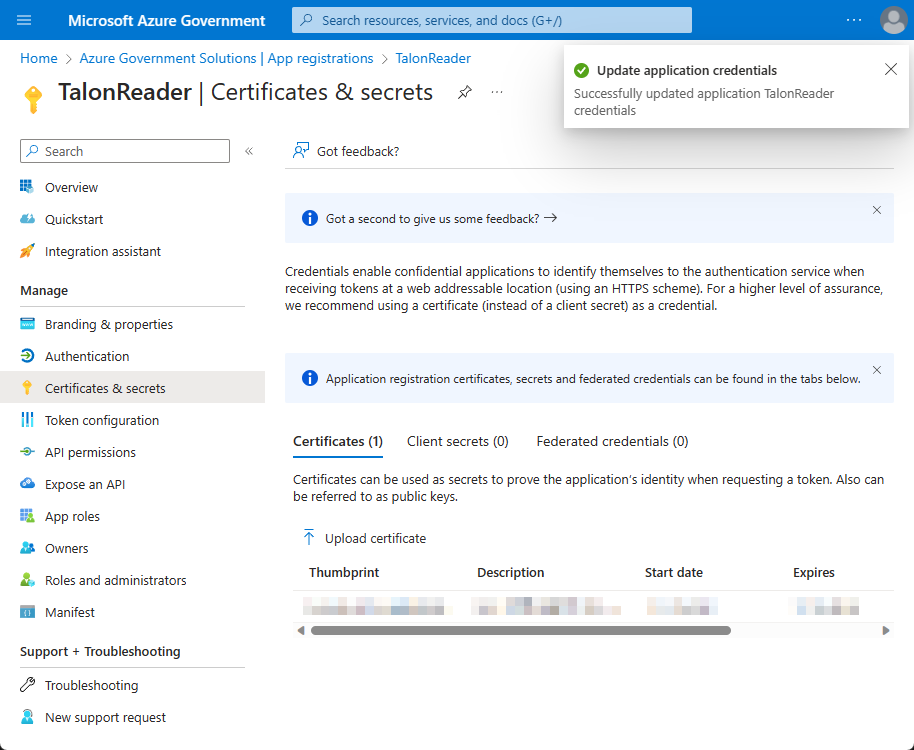 Microsoft Azure Government
Search resources, services, and docs (G+/)
Home > Azure Government Solutions | App registrations > TalonReader
TalonReader | Certificates & secrets
Update application credentials
Successfully updated application TalonReader
credentials
Search
Overview
Quickstart
Integration assistant
Manage
Branding & properties
Authentication
Certificates & secrets
Token configuration
API permissions
Expose an API
App roles
Owners
Roles and administrators
Manifest
Support + Troubleshooting
Troubleshooting
New support request
Got feedback?
Got a second to give us some feedback? →
Credentials enable confidential applications to identify themselves to the authentication service when
receiving tokens at a web addressable location (using an HTTPS scheme). For a higher level of assurance,
we recommend using a certificate (instead of a client secret) as a credential.
Application registration certificates, secrets and federated credentials can be found in the tabs below.
Certificates (1) Client secrets (0) Federated credentials (0)
Certificates can be used as secrets to prove the application's identity when requesting a token. Also can
be referred to as public keys.
Upload certificate
Thumbprint Description Start date Expires